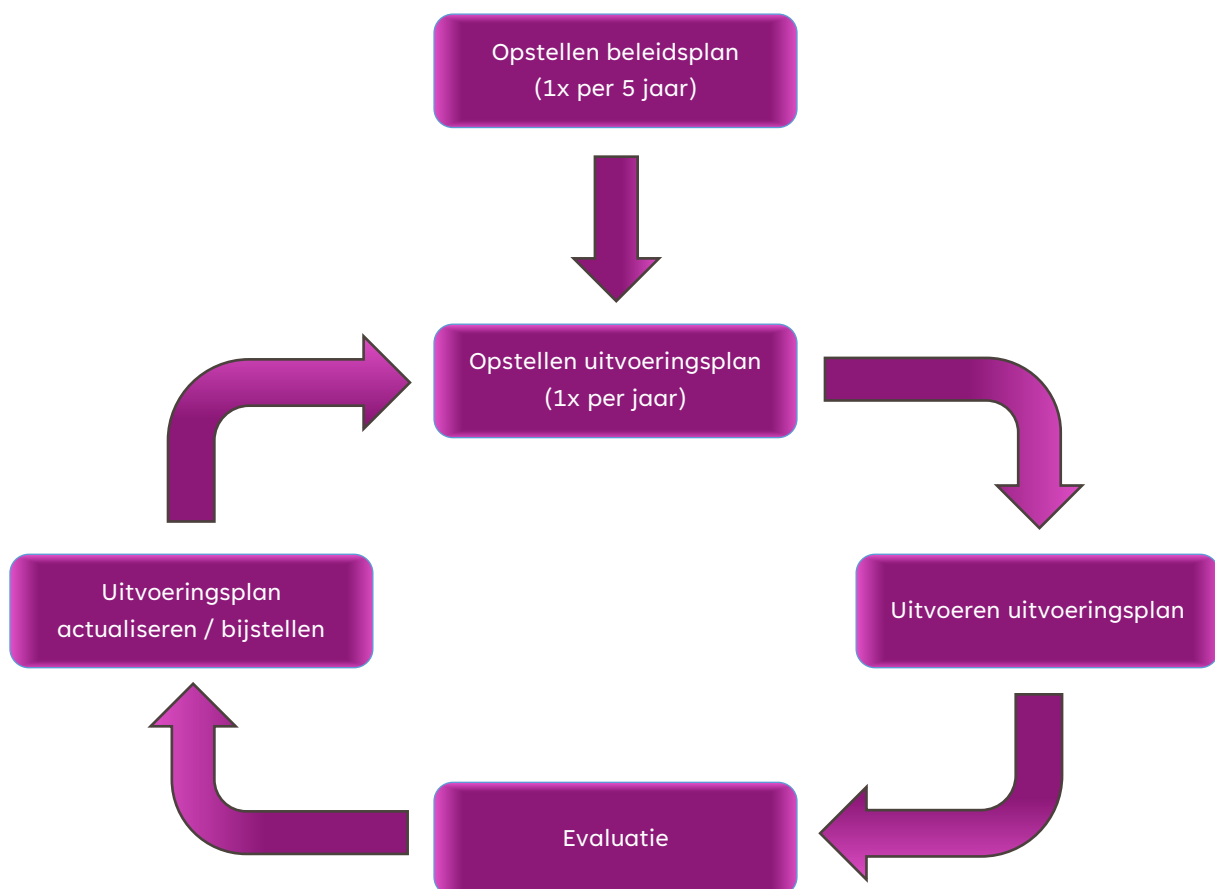 Opstellen beleidsplan
(1x per 5 jaar)
Opstellen uitvoeringsplan
(1x per jaar)
Uitvoeringsplan
actualiseren / bijstellen
Uitvoeren uitvoeringsplan
Evaluatie